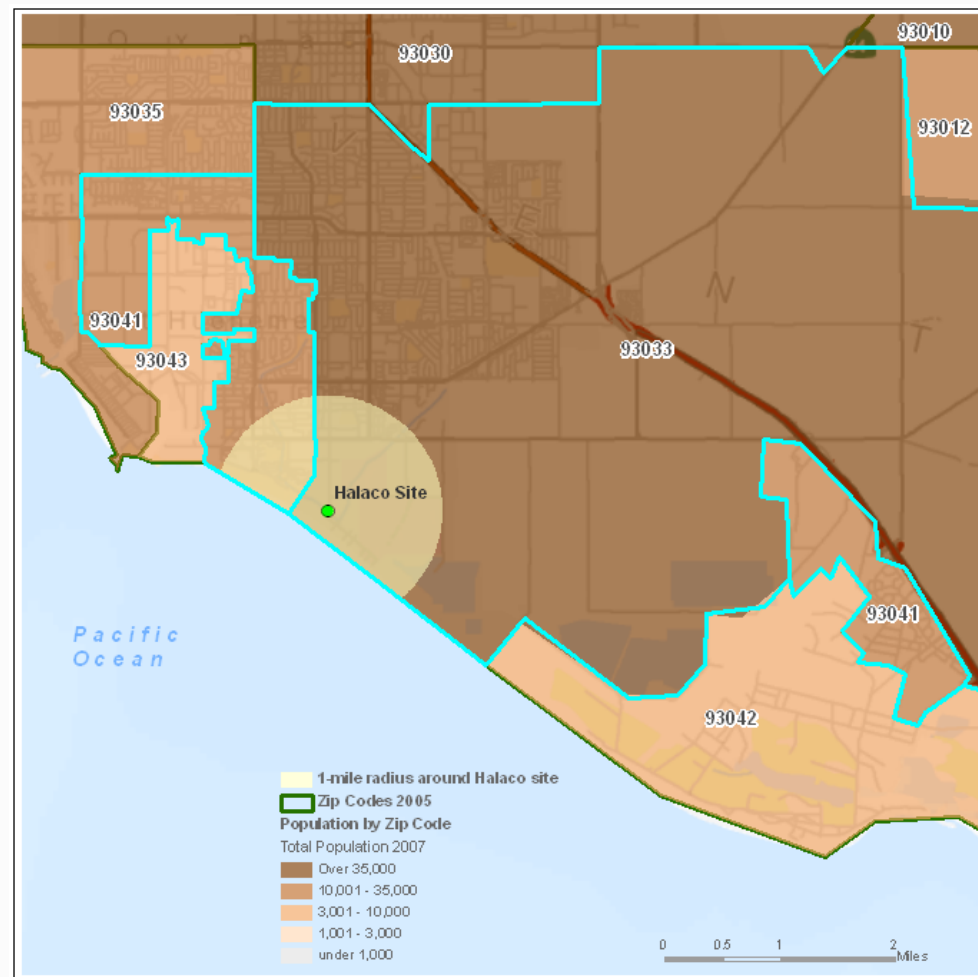 93010
93030
93035
93012
93041
Hueneme
93043
93033
Halaco Site
93041
Pacific
Ocean
93042
1-mile radius around Halaco site
Zip Codes 2005
Population by Zip Code
Total Population 2007
Over 35,000
10,001 - 35,000
3,001 - 10,000
1,001 - 3,000
under 1,000
0 0.5 1 2
Miles